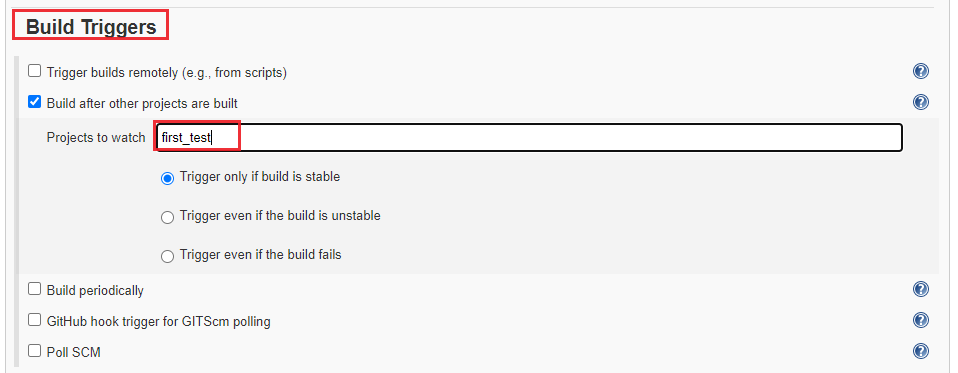 Build Triggers
Trigger builds remotely (e.g., from scripts) ?
Build after other projects are built ?
Projects to watch first_test
Trigger only if build is stable
Trigger even if the build is unstable
Trigger even if the build fails
Build periodically ?
GitHub hook trigger for GITScm polling ?
Poll SCM ?